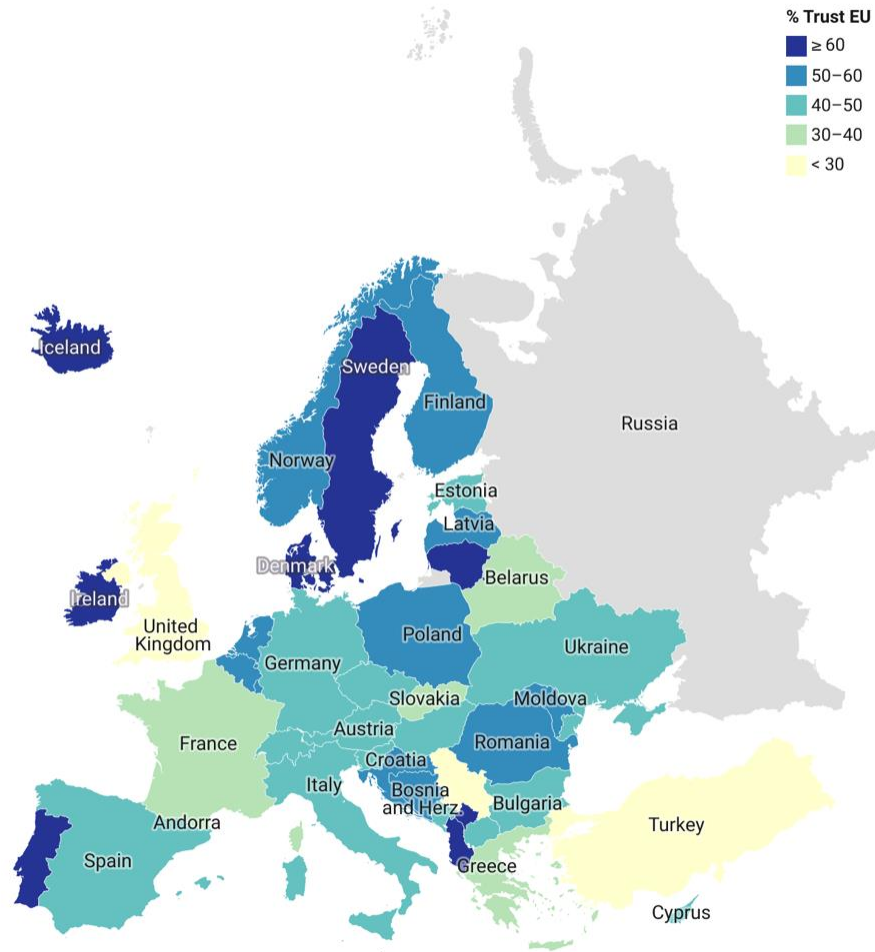 % Trust EU
≥ 60
50–60
40–50
30–40
< 30
Iceland
Sweden
Finland
Russia
Norway
Estonia
Latvia
Denmark
Belarus
Ireland
United
Kingdom
Poland
Ukraine
Germany
Slovakia
Moldova
Austria
France
Romania
Croatia
Italy
Bosnia
and Herz.
Bulgaria
Andorra
Turkey
Spain
Greece
Cyprus